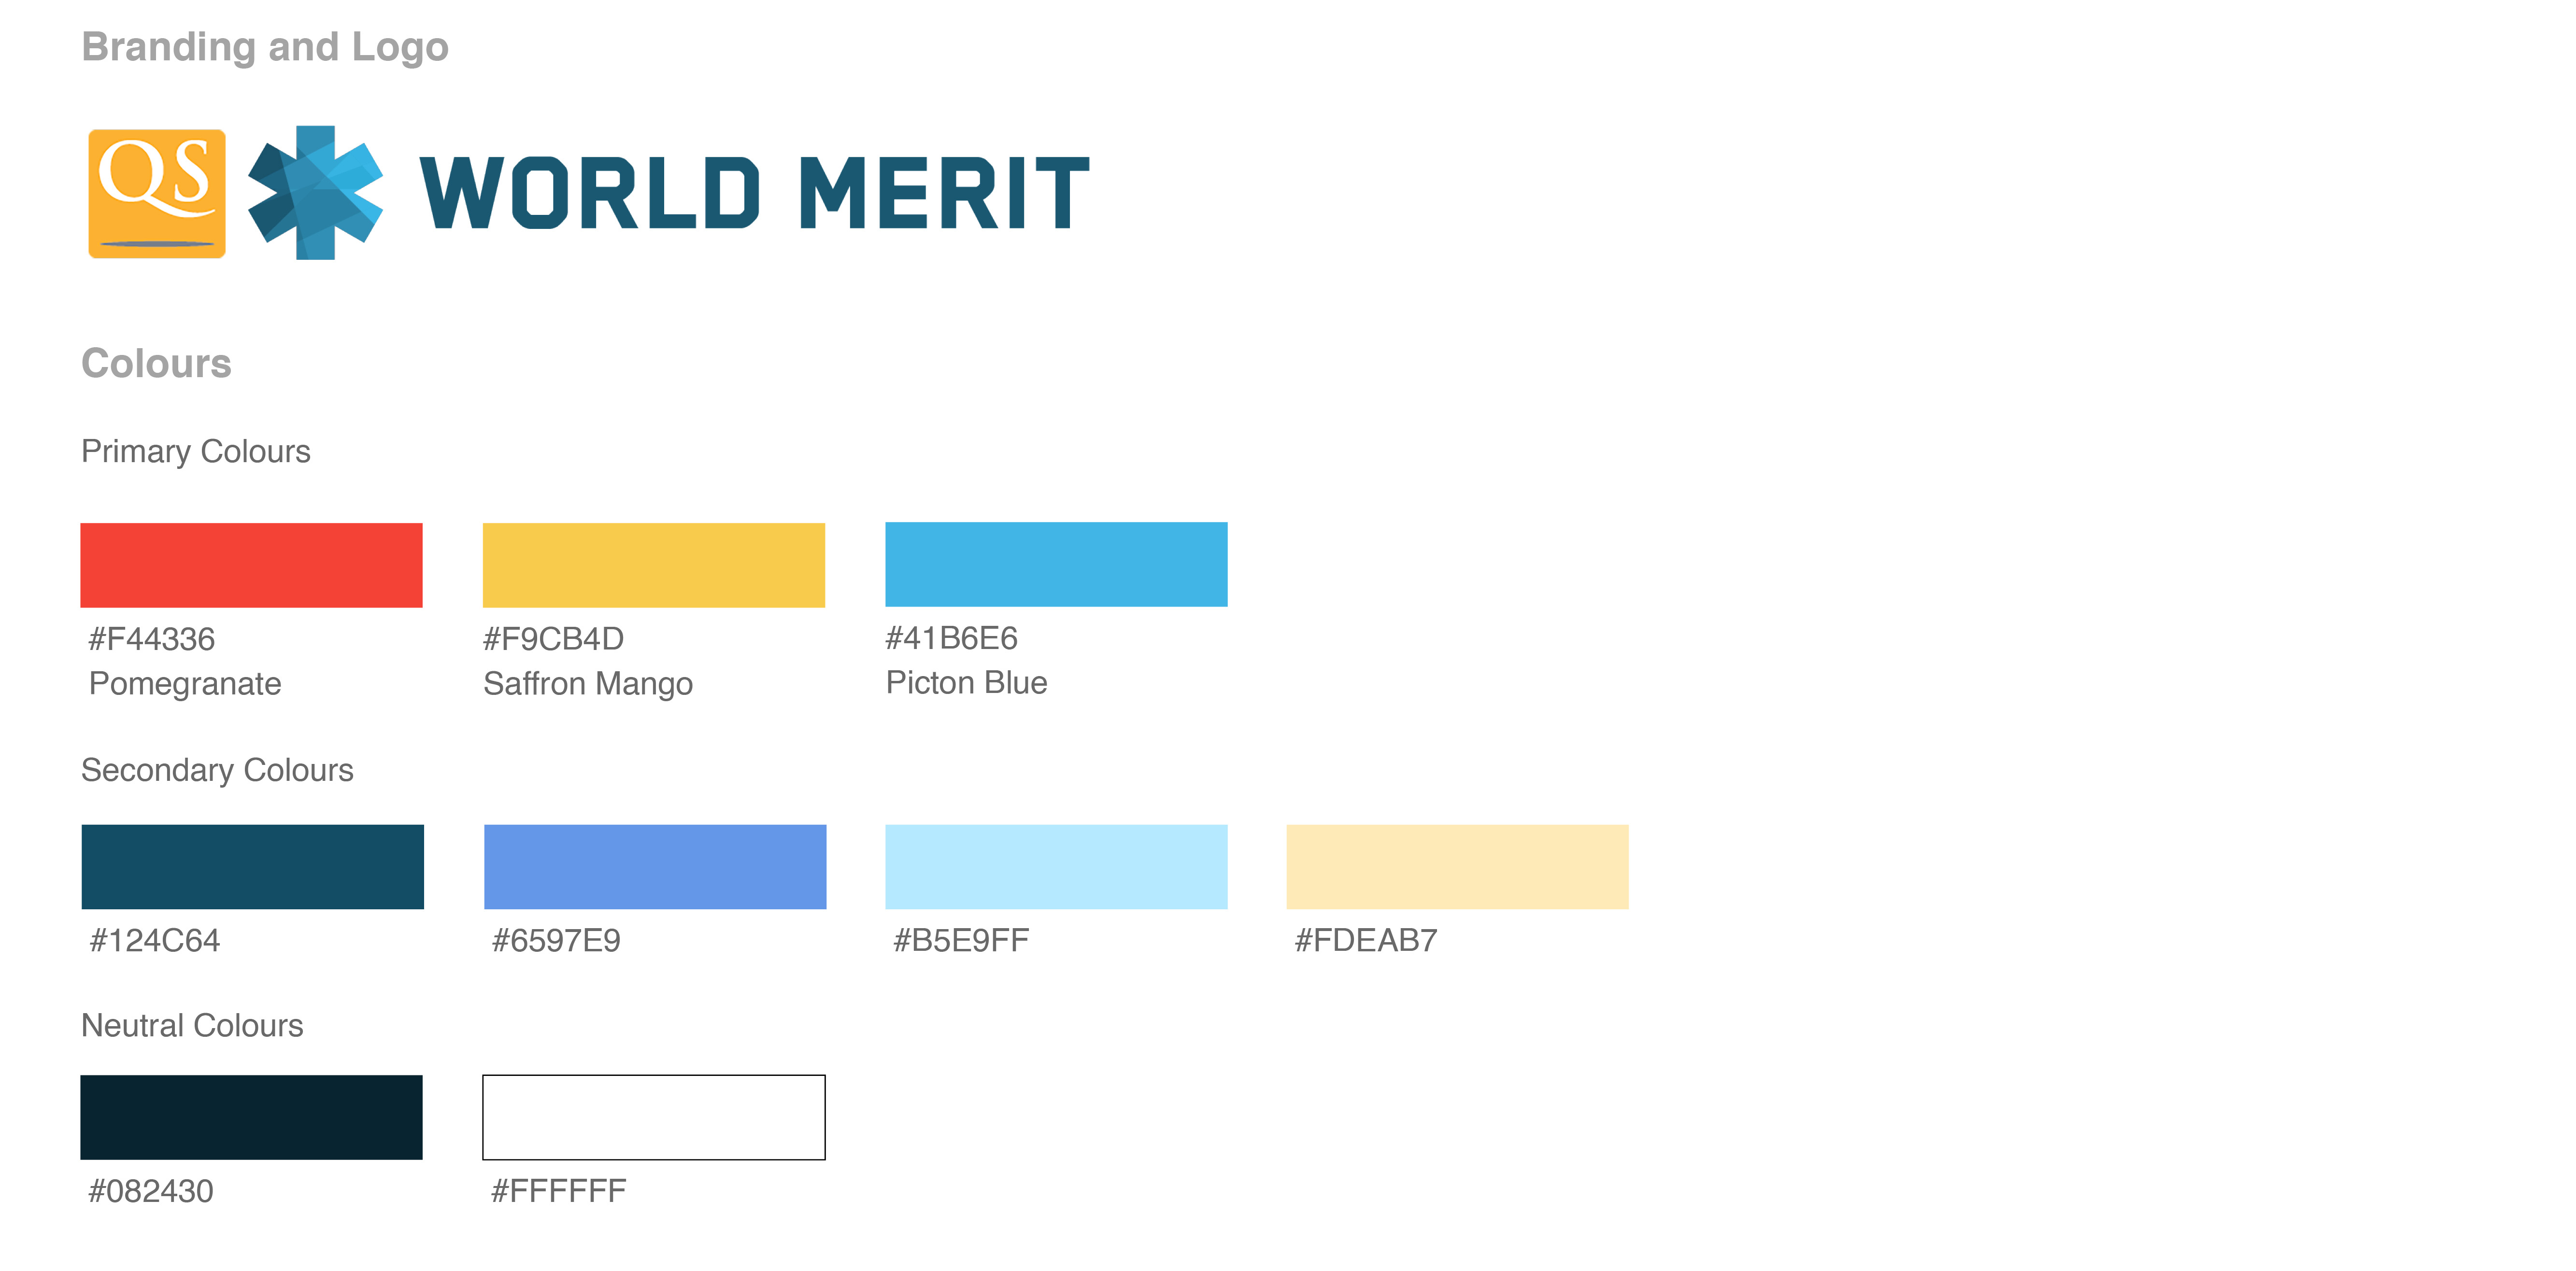 Branding and Logo
QS WORLD MERIT
Colours
Primary Colours
#F44336 #F9CB4D #41B6E6
Pomegranate Saffron Mango Picton Blue
Secondary Colours
#124C64 #6597E9 #B5E9FF #FDEAB7
Neutral Colours
#082430 #FFFFFF